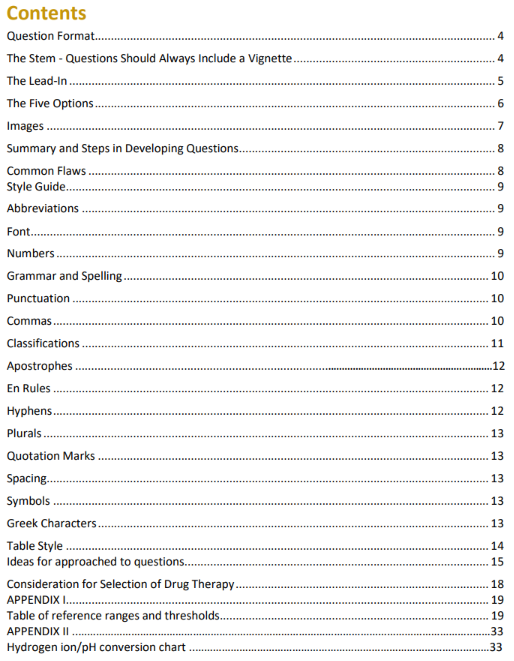 Contents
Question Format 4
The Stem - Questions Should Always Include a Vignette 4
The Lead-In 5
The Five Options 6
Images 7
Summary and Steps in Developing Questions 8
Common Flaws 8
Style Guide 9
Abbreviations 9
Font 9
Numbers 9
Grammar and Spelling 10
Punctuation 10
Commas 10
Classifications 11
Apostrophes 12
En Rules 12
Hyphens 12
Plurals 13
Quotation Marks 13
Spacing 13
Symbols 13
Greek Characters 13
Table Style 14
Ideas for approached to questions 15
Consideration for Selection of Drug Therapy 18
APPENDIX I 19
Table of reference ranges and thresholds 19
APPENDIX II 33
Hydrogen ion/pH conversion chart 33